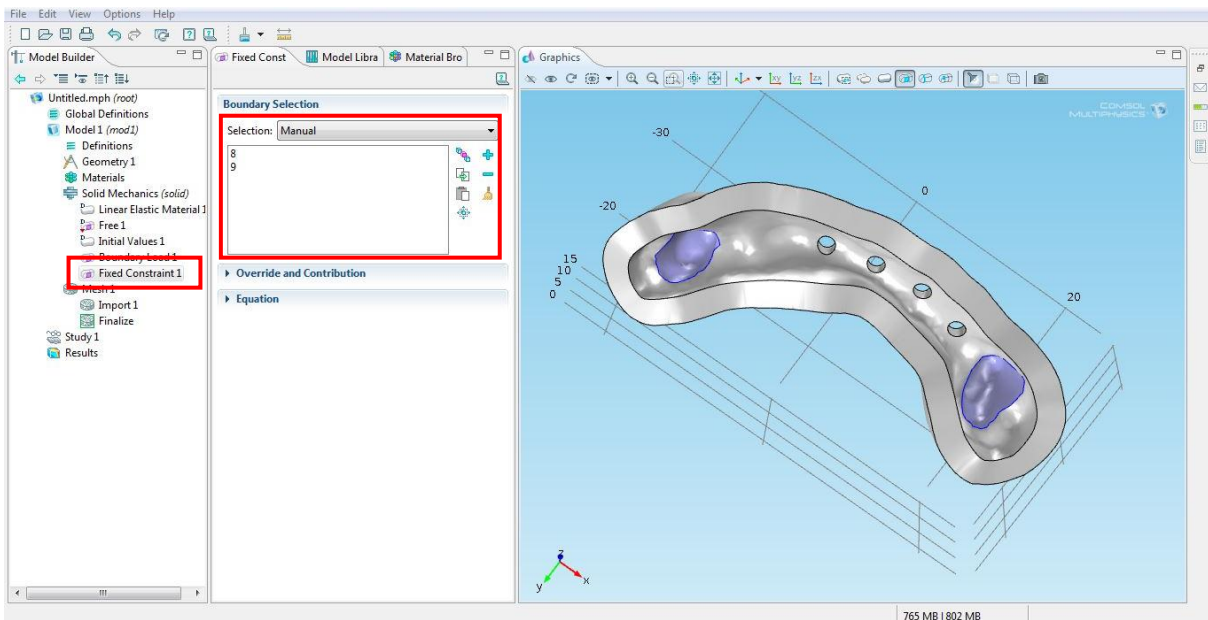 File Edit View Options Help
Model Builder
Untitled.mph (root)
Global Definitions
Model 1 (mod1)
Definitions
Geometry 1
Materials
Solid Mechanics (solid)
Linear Elastic Material 1
Free 1
Initial Values 1
Boundary Load 1
Fixed Constraint 1
Mesh 1
Import 1
Finalize
Study 1
Results
Fixed Const Model Libra Material Bro
Boundary Selection
Selection: Manual
8
9
Override and Contribution
Equation
Graphics
xy yz zx
COMSOL
MULTIPHYSICS
-30
0
-20
15
10
5
0
20
z
y x
765 MB | 802 MB